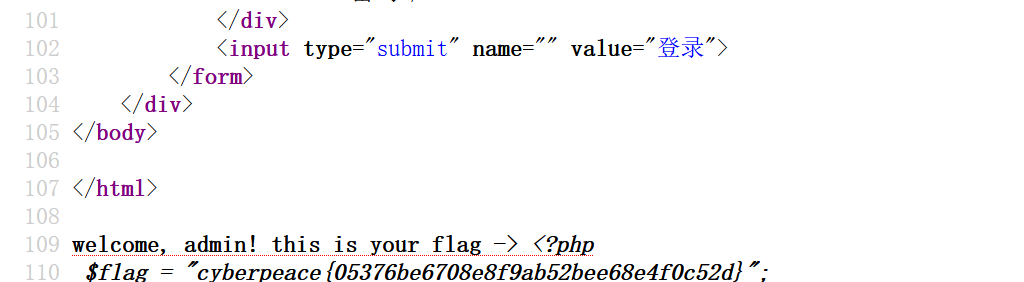 101 </div>
102 <input type="submit" name="" value="登录">
103 </form>
104 </div>
105 </body>
106
107 </html>
108
109 welcome, admin! this is your flag -> <?php
110 $flag = "cyberpeace{05376be6708e8f9ab52bee68e4f0c52d}";